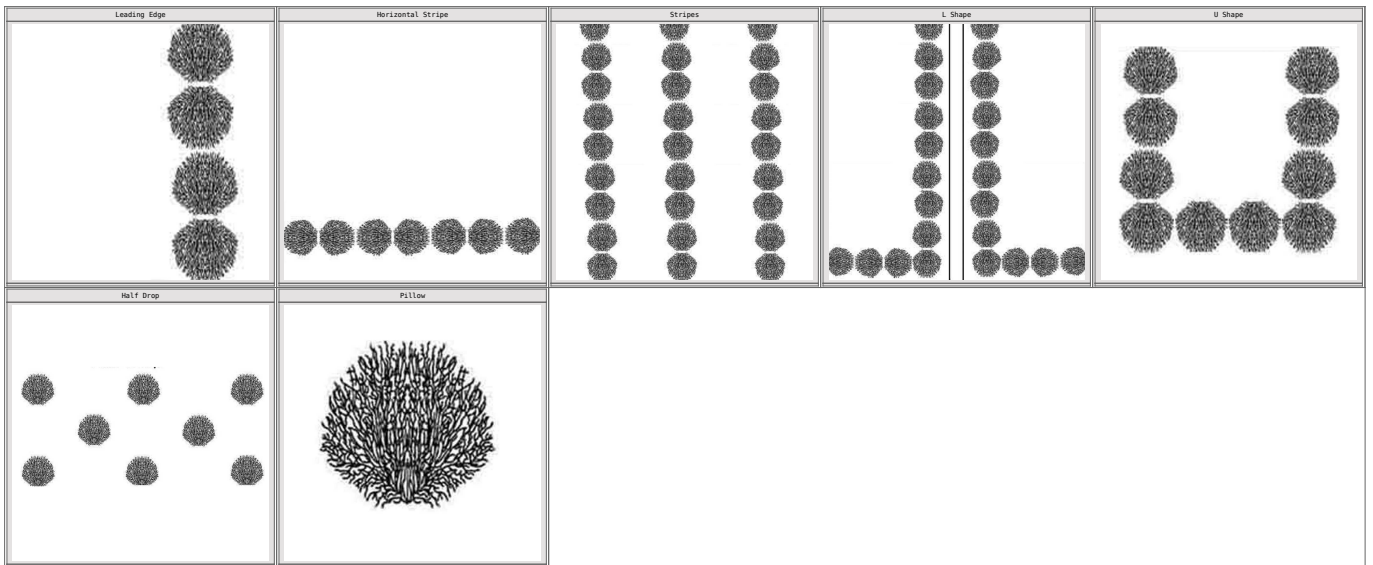 Leading Edge
Horizontal Stripe
Stripes
L Shape
U Shape
Half Drop
Pillow